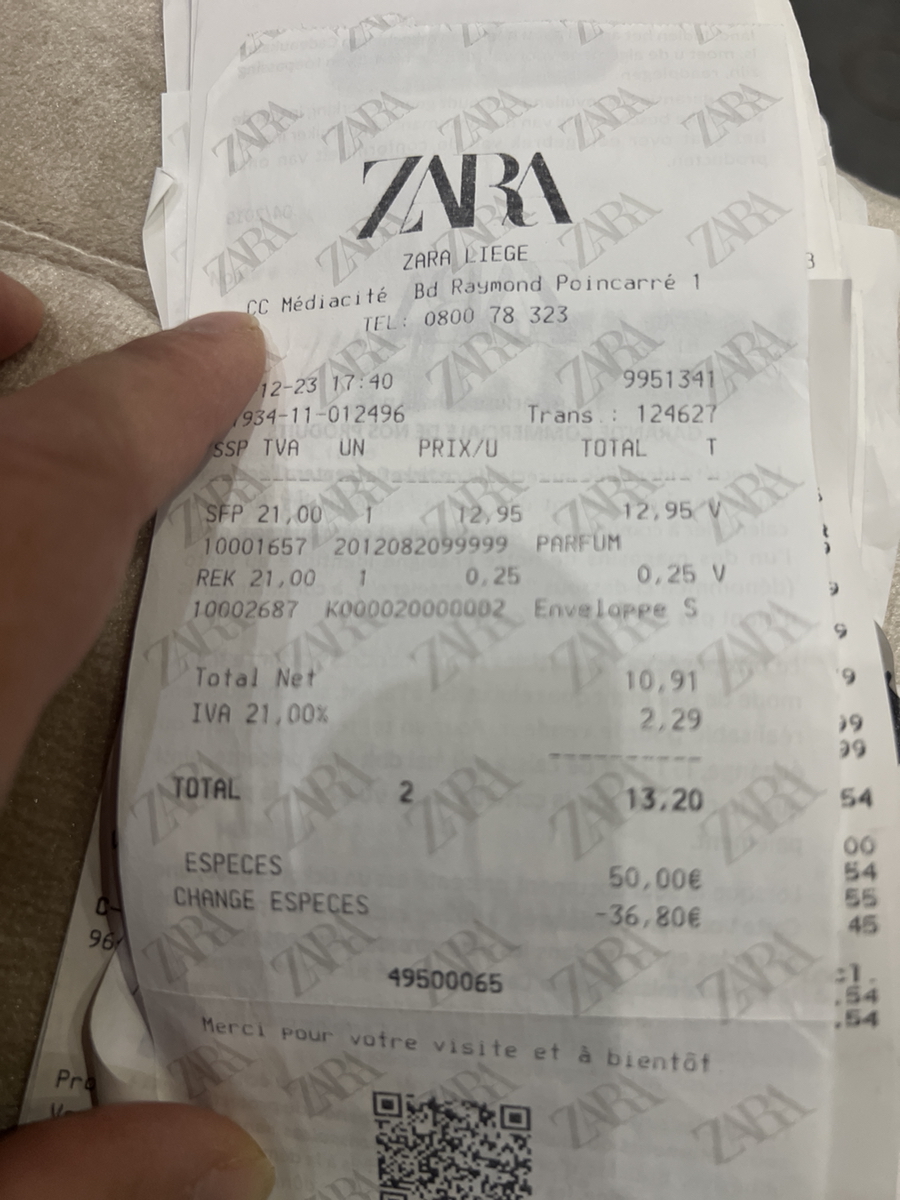 ZARA
ZARA LIEGE
CC Médiacité Bd Raymond Poincarré 1
TEL: 0800 78 323
12-23 17:40 9951341
934-11-012496 Trans.: 124627
SSP TVA UN PRIX/U TOTAL T
SFP 21,00 1 12,95 12,95 V
10001657 2012082099999 PARFUM
REK 21,00 1 0,25 0,25 V
10002687 K000020000002 Enveloppe S
Total Net 10,91
IVA 21,00% 2,29
TOTAL 2 13,20
ESPECES 50,00€
CHANGE ESPECES -36,80€
49500065
Merci pour votre visite et à bientôt